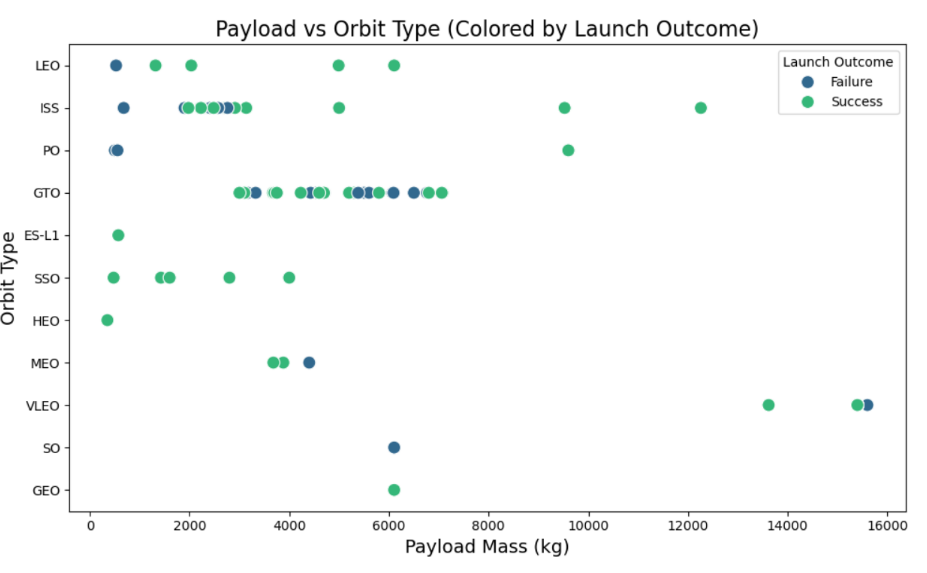 Payload vs Orbit Type (Colored by Launch Outcome)
Launch Outcome
Failure
Success
Orbit Type
LEO
ISS
PO
GTO
ES-L1
SSO
HEO
MEO
VLEO
SO
GEO
0 2000 4000 6000 8000 10000 12000 14000 16000
Payload Mass (kg)